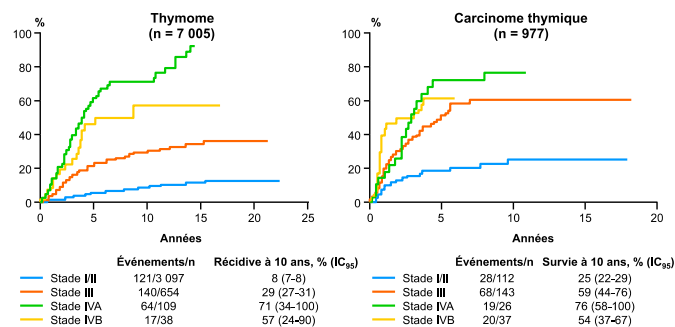 Thymome
(n = 7 005)
%
100
80
60
40
20
0
0 5 10 15 20 25
Années
Événements/n Récidive à 10 ans, % (IC95)
Stade I/II 121/3 097 8 (7-8)
Stade III 140/654 29 (27-31)
Stade IVA 64/109 71 (34-100)
Stade IVB 17/38 57 (24-90)
Carcinome thymique
(n = 977)
%
100
80
60
40
20
0
0 5 10 15 20
Années
Événements/n Survie à 10 ans, % (IC95)
Stade I/II 28/112 25 (22-29)
Stade III 68/143 59 (44-76)
Stade IVA 19/26 76 (58-100)
Stade IVB 20/37 54 (37-67)